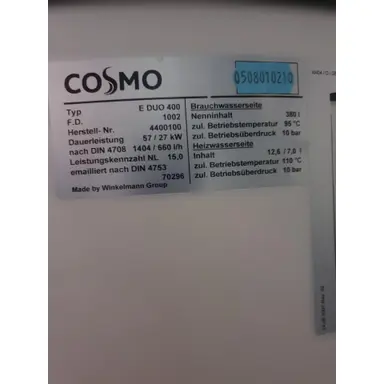 COSMO
0508010210
Typ E DUO 400
F.D. 1002
Herstell- Nr. 4400100
Dauerleistung 57 / 27 kW
nach DIN 4708 1404 / 660 l/h
Leistungskennzahl NL 15,0
emailliert nach DIN 4753
70296
Made by Winkelmann Group
Brauchwasserseite
Nenninhalt 380 l
zul. Betriebstemperatur 95 °C
zul. Betriebsüberdruck 10 bar
Heizwasserseite
Inhalt 12,6 / 7,0 l
zul. Betriebstemperatur 110 °C
zul. Betriebsüberdruck 10 bar